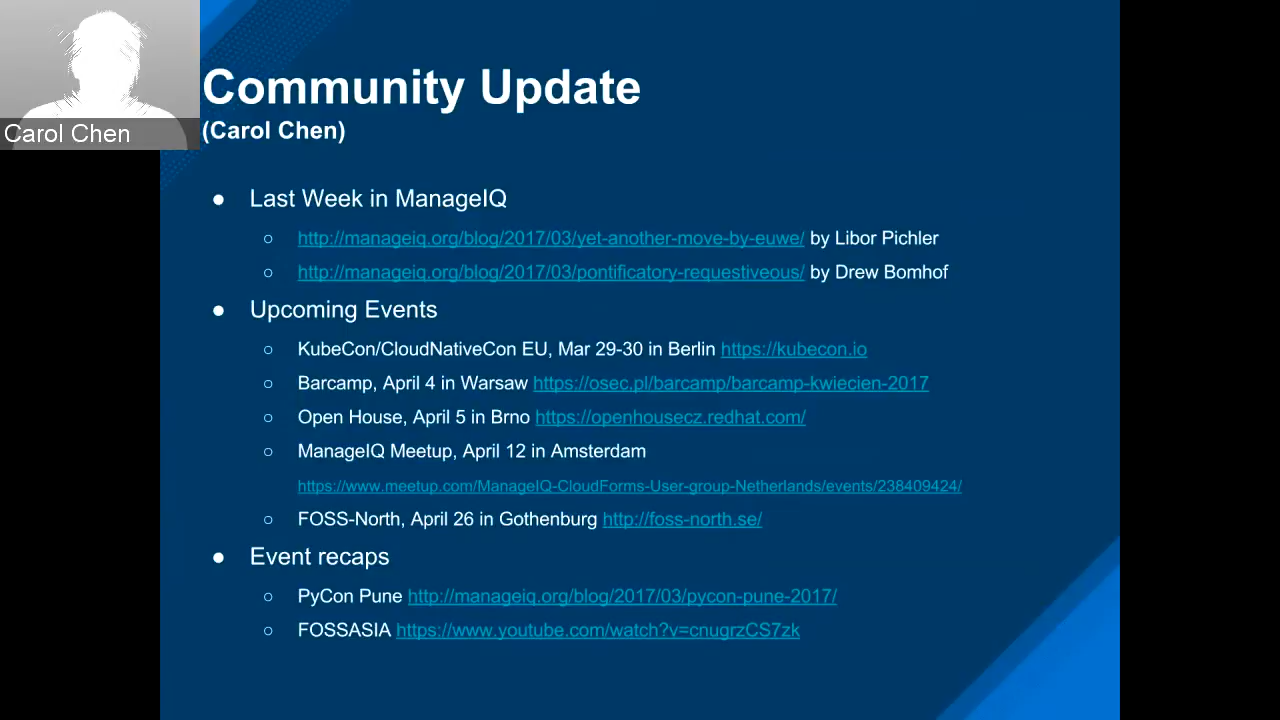 Carol Chen
Community Update
(Carol Chen)
● Last Week in ManageIQ
○ http://manageiq.org/blog/2017/03/yet-another-move-by-euwe/ by Libor Pichler
○ http://manageiq.org/blog/2017/03/pontificatory-requestiveous/ by Drew Bomhof
● Upcoming Events
○ KubeCon/CloudNativeCon EU, Mar 29-30 in Berlin https://kubecon.io
○ Barcamp, April 4 in Warsaw https://osec.pl/barcamp/barcamp-kwiecien-2017
○ Open House, April 5 in Brno https://openhousecz.redhat.com/
○ ManageIQ Meetup, April 12 in Amsterdam
https://www.meetup.com/ManageIQ-CloudForms-User-group-Netherlands/events/238409424/
○ FOSS-North, April 26 in Gothenburg http://foss-north.se/
● Event recaps
○ PyCon Pune http://manageiq.org/blog/2017/03/pycon-pune-2017/
○ FOSSASIA https://www.youtube.com/watch?v=cnugrzCS7zk